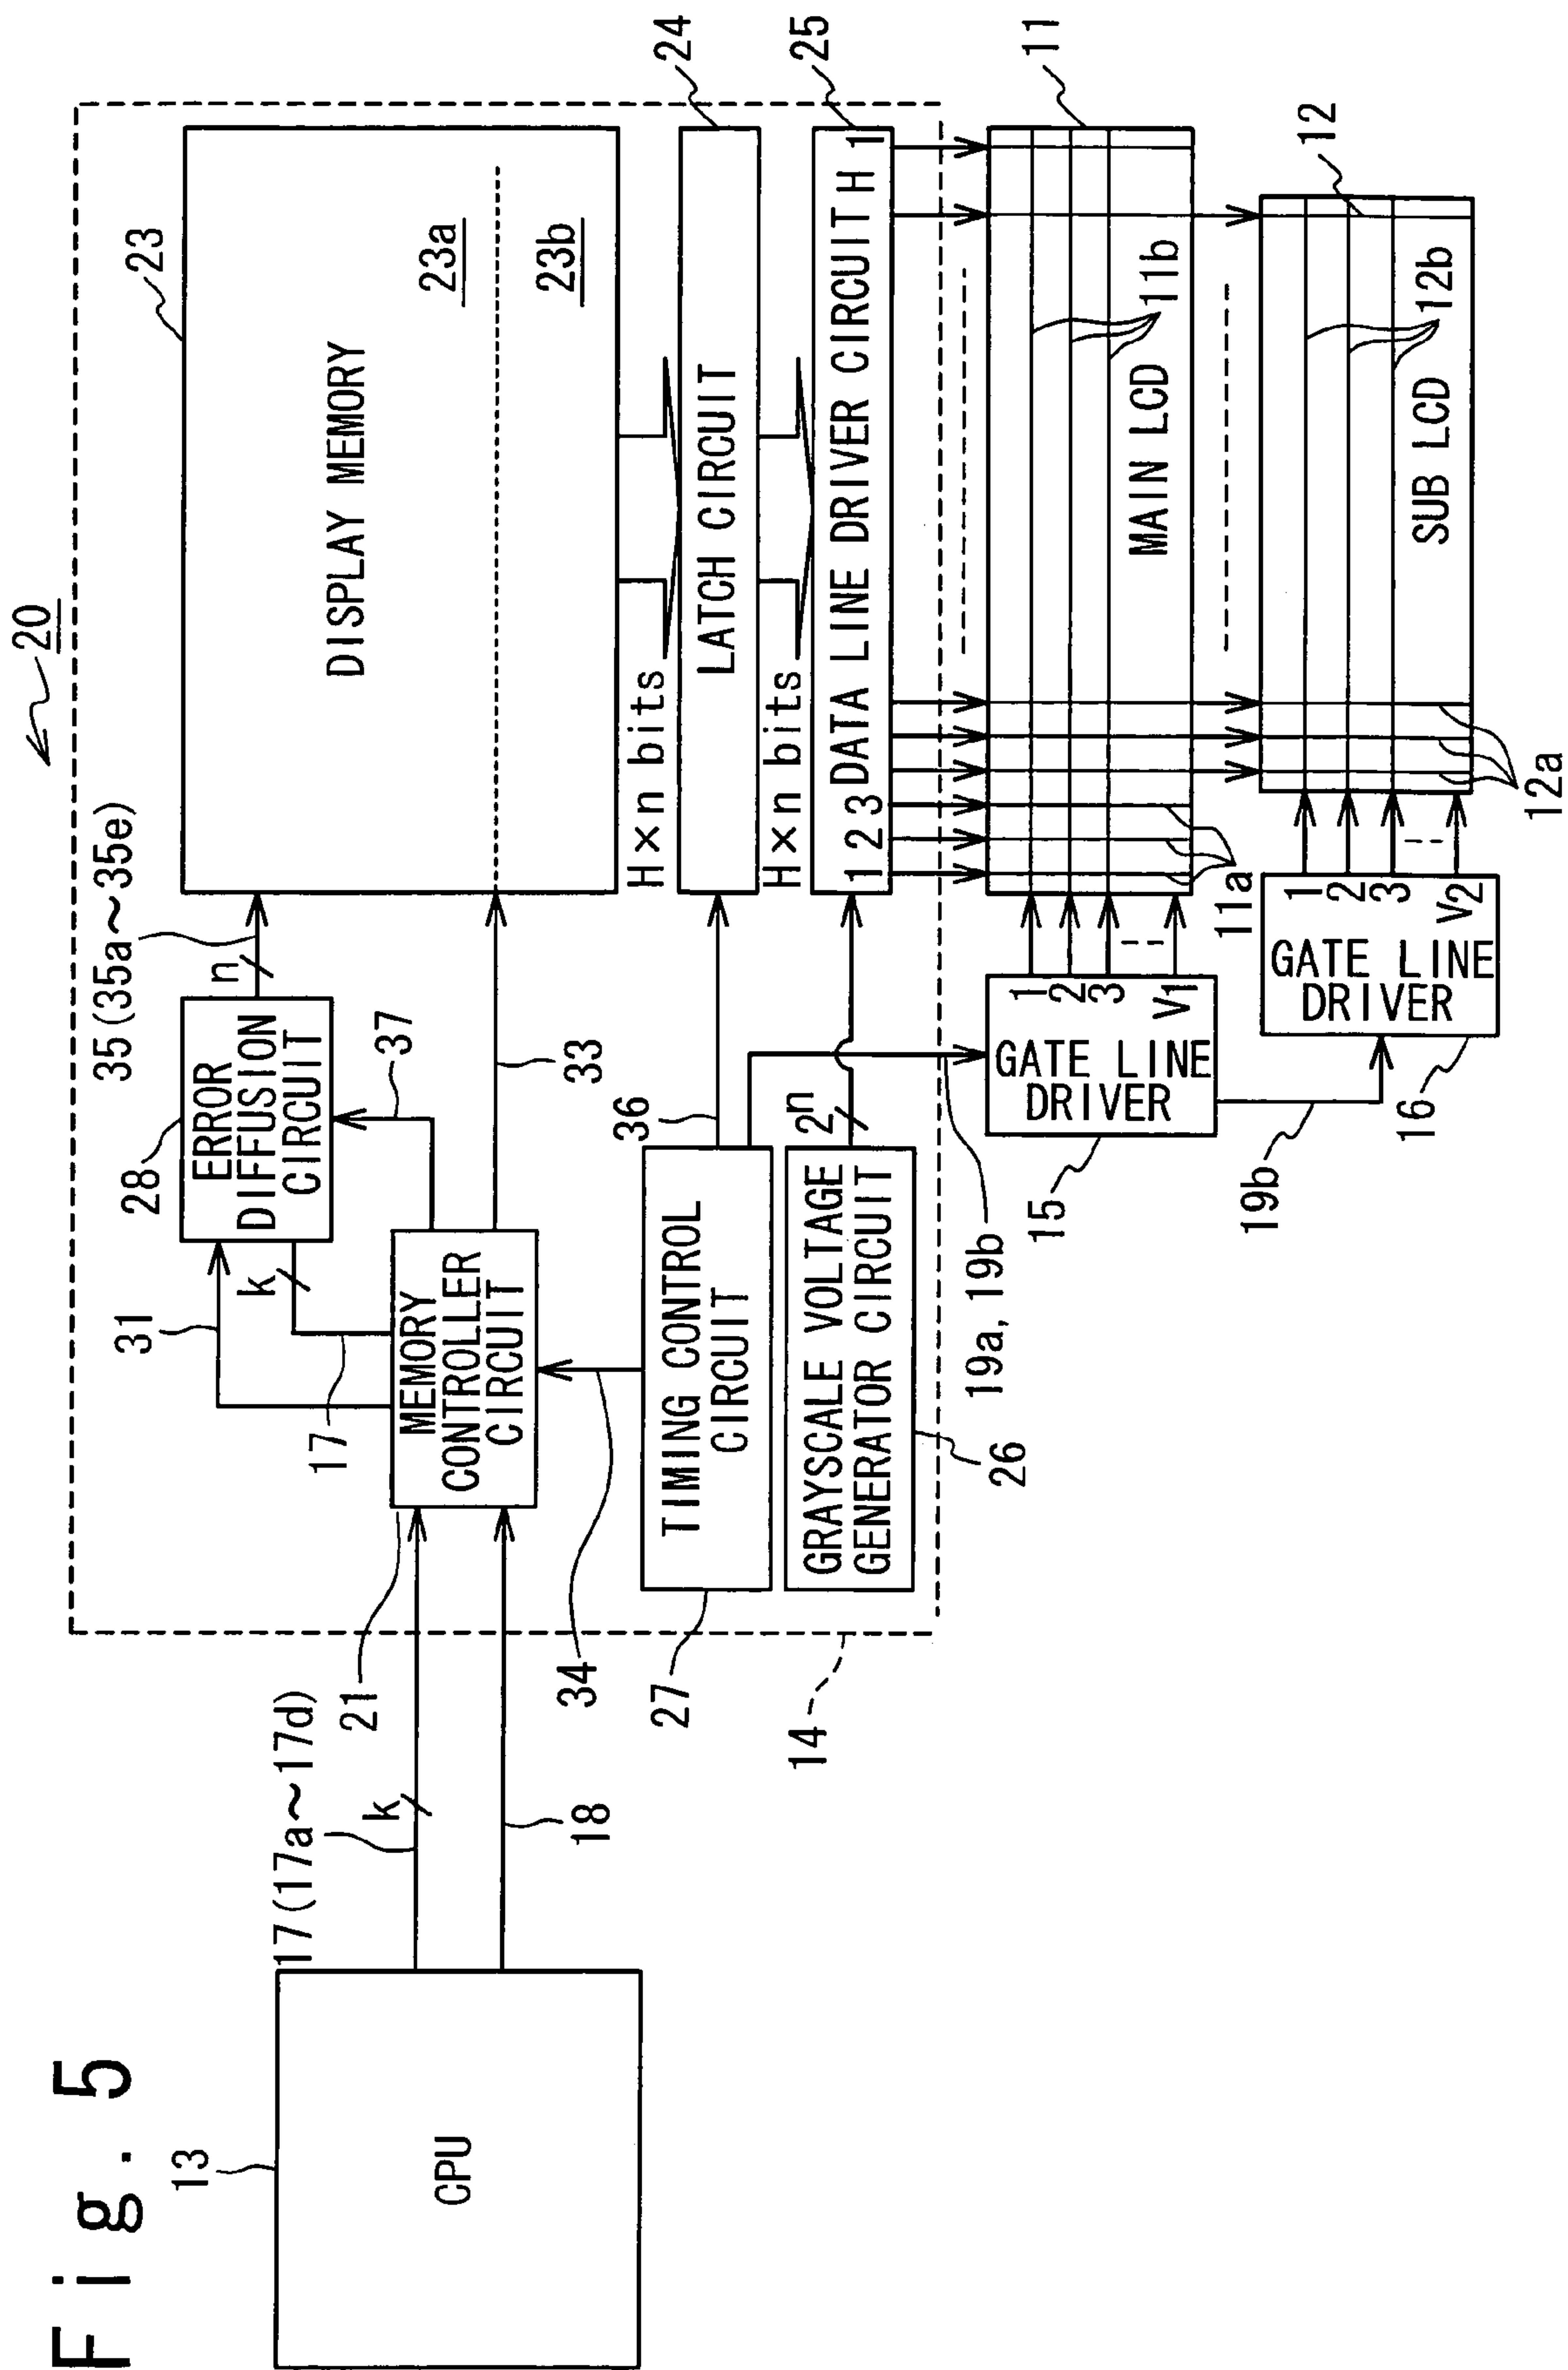 Fig. 5
20
13
CPU
17(17a~17d)
k
18
21
14
31
17
k
28
ERROR
DIFFUSION
CIRCUIT
37
35(35a~35e)
n
MEMORY
CONTROLLER
CIRCUIT
33
34
23
DISPLAY MEMORY
23a
23b
H×n bits
27
TIMING CONTROL
CIRCUIT
36
LATCH CIRCUIT
24
H×n bits
GRAYSCALE VOLTAGE
GENERATOR CIRCUIT
26
2n
1 2 3 DATA LINE DRIVER CIRCUIT H 1
25
19a, 19b
15
GATE LINE
DRIVER
1
2
3
V1
11a
11b
MAIN LCD
11
19b
16
GATE LINE
DRIVER
1
2
3
V2
12a
12b
SUB LCD
12